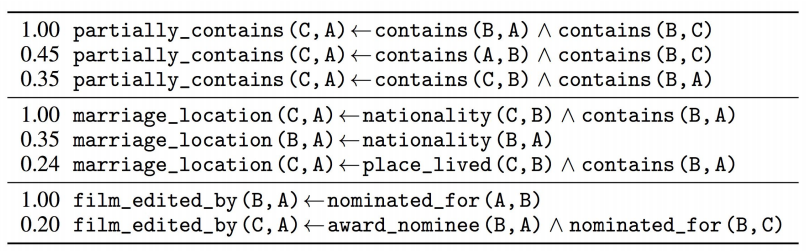 1.00 partially_contains(C,A)←contains(B,A) ∧ contains(B,C)
0.45 partially_contains(C,A)←contains(A,B) ∧ contains(B,C)
0.35 partially_contains(C,A)←contains(C,B) ∧ contains(B,A)
1.00 marriage_location(C,A)←nationality(C,B) ∧ contains(B,A)
0.35 marriage_location(B,A)←nationality(B,A)
0.24 marriage_location(C,A)←place_lived(C,B) ∧ contains(B,A)
1.00 film_edited_by(B,A)←nominated_for(A,B)
0.20 film_edited_by(C,A)←award_nominee(B,A) ∧ nominated_for(B,C)